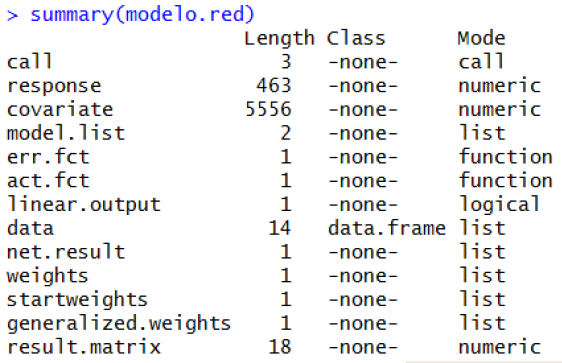 > summary(modelo.red)
Length Class Mode
call 3 -none- call
response 463 -none- numeric
covariate 5556 -none- numeric
model.list 2 -none- list
err.fct 1 -none- function
act.fct 1 -none- function
linear.output 1 -none- logical
data 14 data.frame list
net.result 1 -none- list
weights 1 -none- list
startweights 1 -none- list
generalized.weights 1 -none- list
result.matrix 18 -none- numeric